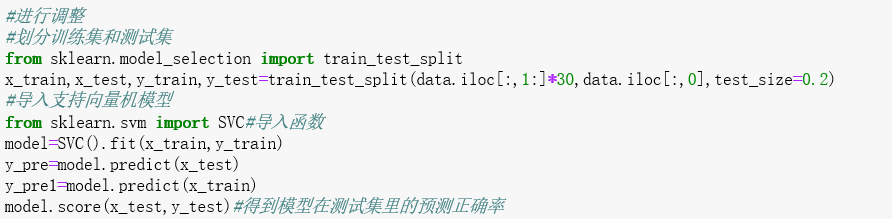 #进行调整
#划分训练集和测试集
from sklearn.model_selection import train_test_split
x_train,x_test,y_train,y_test=train_test_split(data.iloc[:,1:]*30,data.iloc[:,0],test_size=0.2)
#导入支持向量机模型
from sklearn.svm import SVC#导入函数
model=SVC().fit(x_train,y_train)
y_pre=model.predict(x_test)
y_pre1=model.predict(x_train)
model.score(x_test,y_test)#得到模型在测试集里的预测正确率